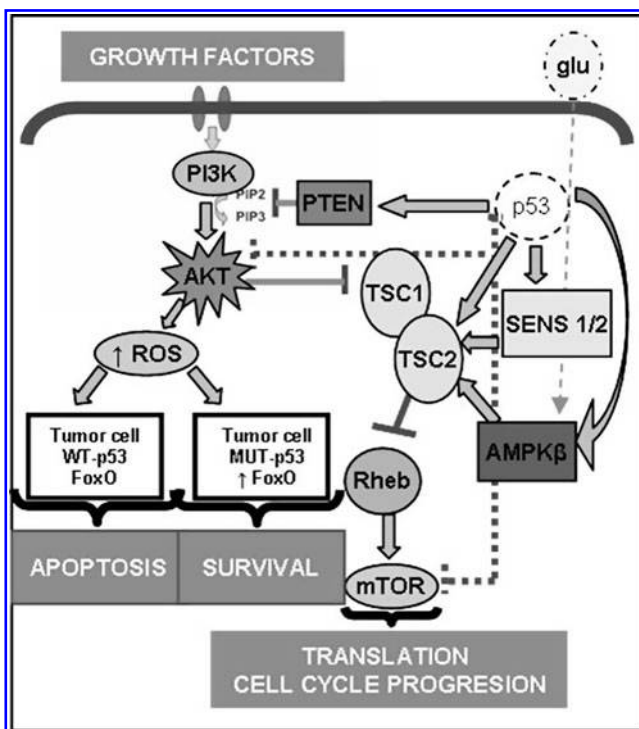 GROWTH FACTORS
glu
PI3K
PIP2
PIP3
PTEN
p53
AKT
TSC1
TSC2
SENS 1/2
↑ ROS
AMPKβ
Tumor cell
WT-p53
FoxO
Tumor cell
MUT-p53
↑ FoxO
Rheb
APOPTOSIS
SURVIVAL
mTOR
TRANSLATION
CELL CYCLE PROGRESION